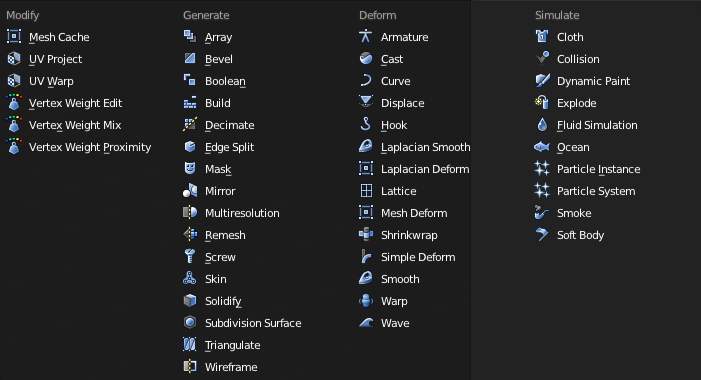 Modify
Mesh Cache
UV Project
UV Warp
Vertex Weight Edit
Vertex Weight Mix
Vertex Weight Proximity
Generate
Array
Bevel
Boolean
Build
Decimate
Edge Split
Mask
Mirror
Multiresolution
Remesh
Screw
Skin
Solidify
Subdivision Surface
Triangulate
Wireframe
Deform
Armature
Cast
Curve
Displace
Hook
Laplacian Smooth
Laplacian Deform
Lattice
Mesh Deform
Shrinkwrap
Simple Deform
Smooth
Warp
Wave
Simulate
Cloth
Collision
Dynamic Paint
Explode
Fluid Simulation
Ocean
Particle Instance
Particle System
Smoke
Soft Body